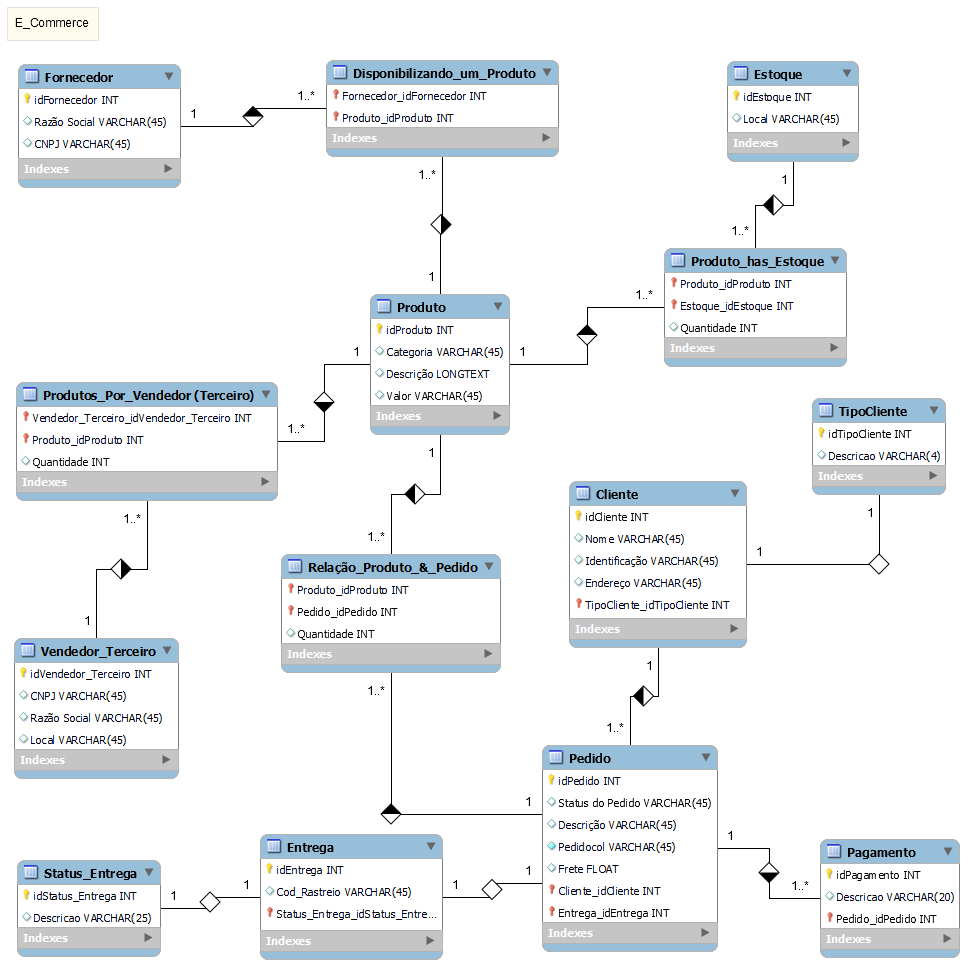 E_Commerce
Fornecedor
idFornecedor INT
Razão Social VARCHAR(45)
CNPJ VARCHAR(45)
Indexes
1
1..*
Disponibilizando_um_Produto
Fornecedor_idFornecedor INT
Produto_idProduto INT
Indexes
1..*
1
Estoque
idEstoque INT
Local VARCHAR(45)
Indexes
1
1..*
Produto_has_Estoque
Produto_idProduto INT
Estoque_idEstoque INT
Quantidade INT
Indexes
1..*
1
Produto
idProduto INT
Categoria VARCHAR(45)
Descrição LONGTEXT
Valor VARCHAR(45)
Indexes
1
1..*
Produtos_Por_Vendedor (Terceiro)
Vendedor_Terceiro_idVendedor_Terceiro INT
Produto_idProduto INT
Quantidade INT
Indexes
1..*
1
Vendedor_Terceiro
idVendedor_Terceiro INT
CNPJ VARCHAR(45)
Razão Social VARCHAR(45)
Local VARCHAR(45)
Indexes
1
1..*
Relação_Produto_&_Pedido
Produto_idProduto INT
Pedido_idPedido INT
Quantidade INT
Indexes
1..*
1
TipoCliente
idTipoCliente INT
Descricao VARCHAR(4)
Indexes
1
1
Cliente
idCliente INT
Nome VARCHAR(45)
Identificação VARCHAR(45)
Endereço VARCHAR(45)
TipoCliente_idTipoCliente INT
Indexes
1
1..*
Pedido
idPedido INT
Status do Pedido VARCHAR(45)
Descrição VARCHAR(45)
Pedidocol VARCHAR(45)
Frete FLOAT
Cliente_idCliente INT
Entrega_idEntrega INT
Indexes
1
1..*
Pagamento
idPagamento INT
Descricao VARCHAR(20)
Pedido_idPedido INT
Indexes
1
1
Entrega
idEntrega INT
Cod_Rastreio VARCHAR(45)
Status_Entrega_idStatus_Entre...
Indexes
1
1
Status_Entrega
idStatus_Entrega INT
Descricao VARCHAR(25)
Indexes